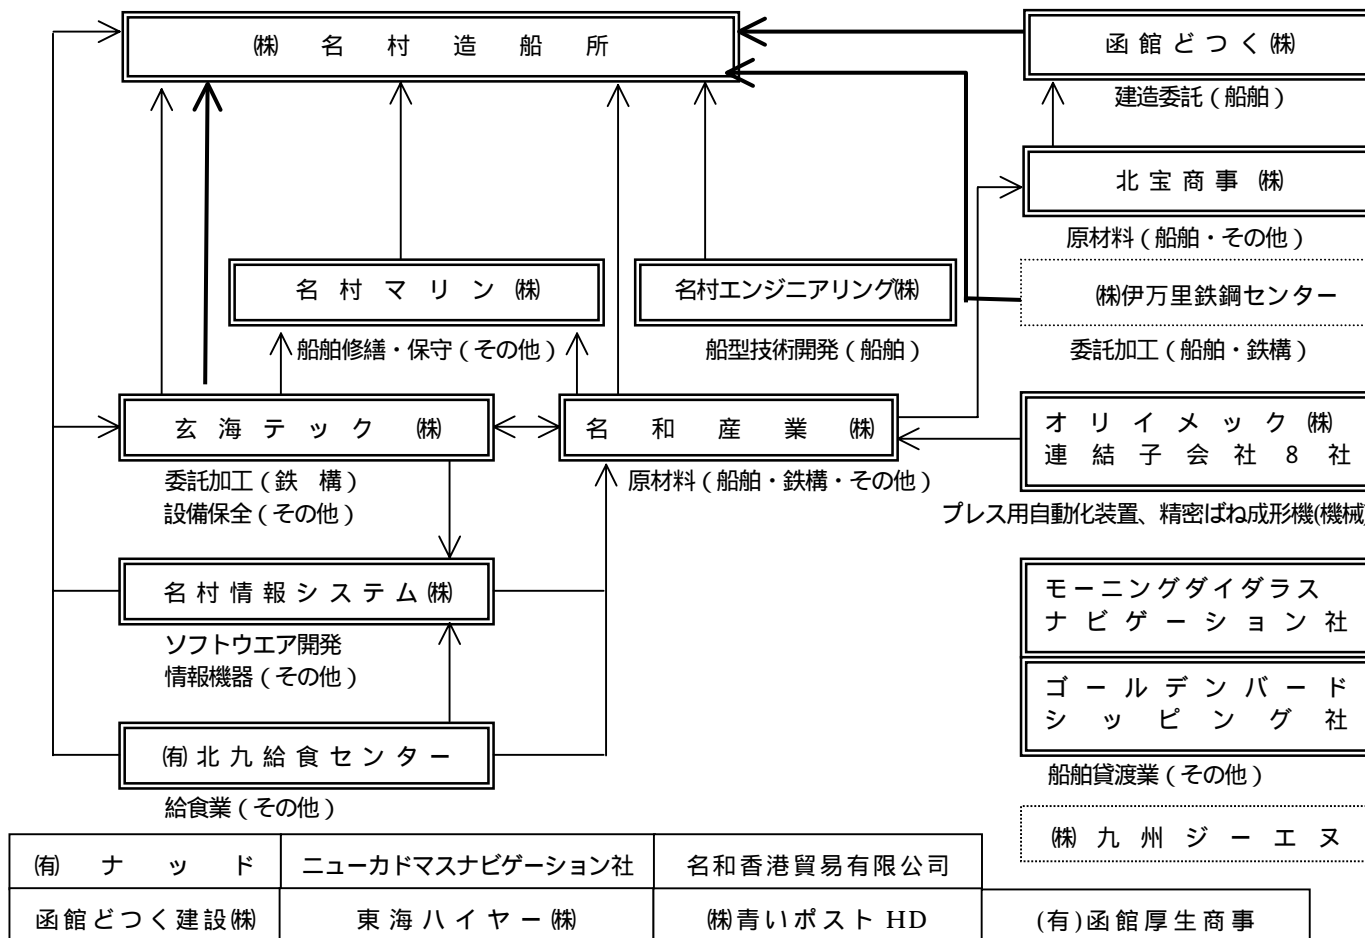 ㈱名村造船所
函館どつく㈱
建造委託（船舶）
北宝商事㈱
原材料（船舶・その他）
名村マリン㈱
名村エンジニアリング㈱
㈱伊万里鉄鋼センター
船舶修繕・保守（その他）
船型技術開発（船舶）
委託加工（船舶・鉄構）
玄海テック㈱
名和産業㈱
オリイメック㈱
連結子会社８社
委託加工（鉄　構）
設備保全（その他）
原材料（船舶・鉄構・その他）
プレス用自動化装置、精密ばね成形機(機械)
名村情報システム㈱
モーニングダイダラス
ナビゲーション社
ソフトウエア開発
情報機器（その他）
ゴールデンバード
シッピング社
㈲北九給食センター
船舶貸渡業（その他）
給食業（その他）
㈱九州ジーエヌ
㈲ナッド
ニューカドマスナビゲーション社
名和香港貿易有限公司
函館どつく建設㈱
東海ハイヤー㈱
㈱青いポスト HD
(有)函館厚生商事